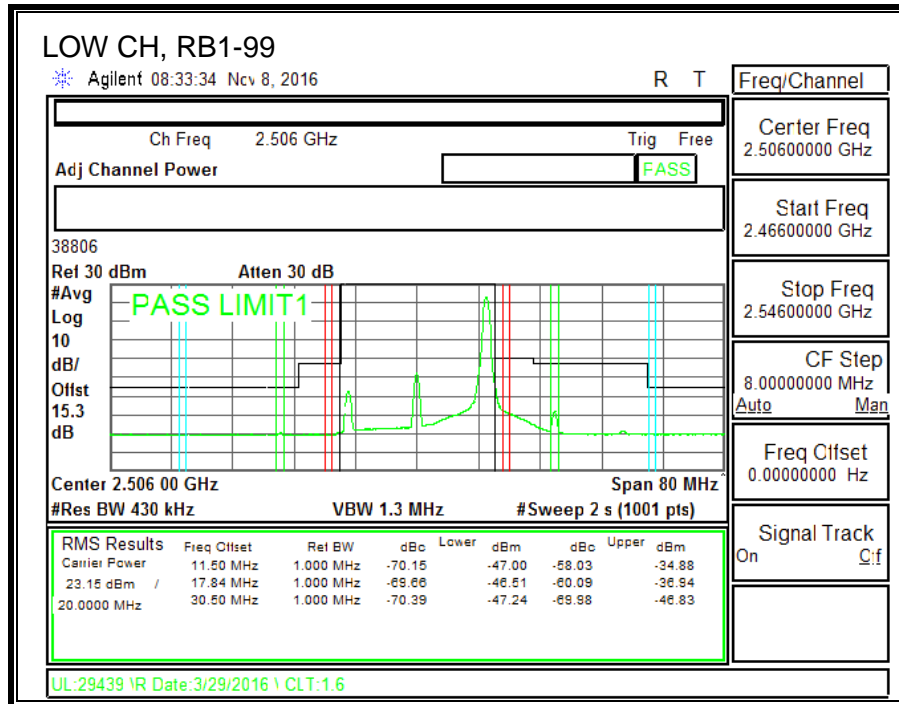 LOW CH, RB1-99
Agilent 08:33:34 Nov 8, 2016 R T
Freq/Channel
Ch Freq 2.506 GHz Trig Free
Adj Channel Power PASS
Center Freq
2.50600000 GHz
Start Freq
2.46600000 GHz
Stop Freq
2.54600000 GHz
CF Step
8.00000000 MHz
Auto Man
Freq Offset
0.00000000 Hz
Signal Track
On Off
38806
Ref 30 dBm Atten 30 dB
#Avg
Log
10
dB/
Offst
15.3
dB
PASS LIMIT1
Center 2.506 00 GHz Span 80 MHz
#Res BW 430 kHz VBW 1.3 MHz #Sweep 2 s (1001 pts)
RMS Results Freq Offset Ref BW dBc Lower dBm dBc Upper dBm
Carrier Power 11.50 MHz 1.000 MHz -70.15 -47.00 -58.03 -34.88
23.15 dBm / 17.84 MHz 1.000 MHz -69.66 -46.51 -60.09 -36.94
20.0000 MHz 30.50 MHz 1.000 MHz -70.39 -47.24 -69.98 -46.83
UL:29439 \R Date:3/29/2016 \ CLT:1.6